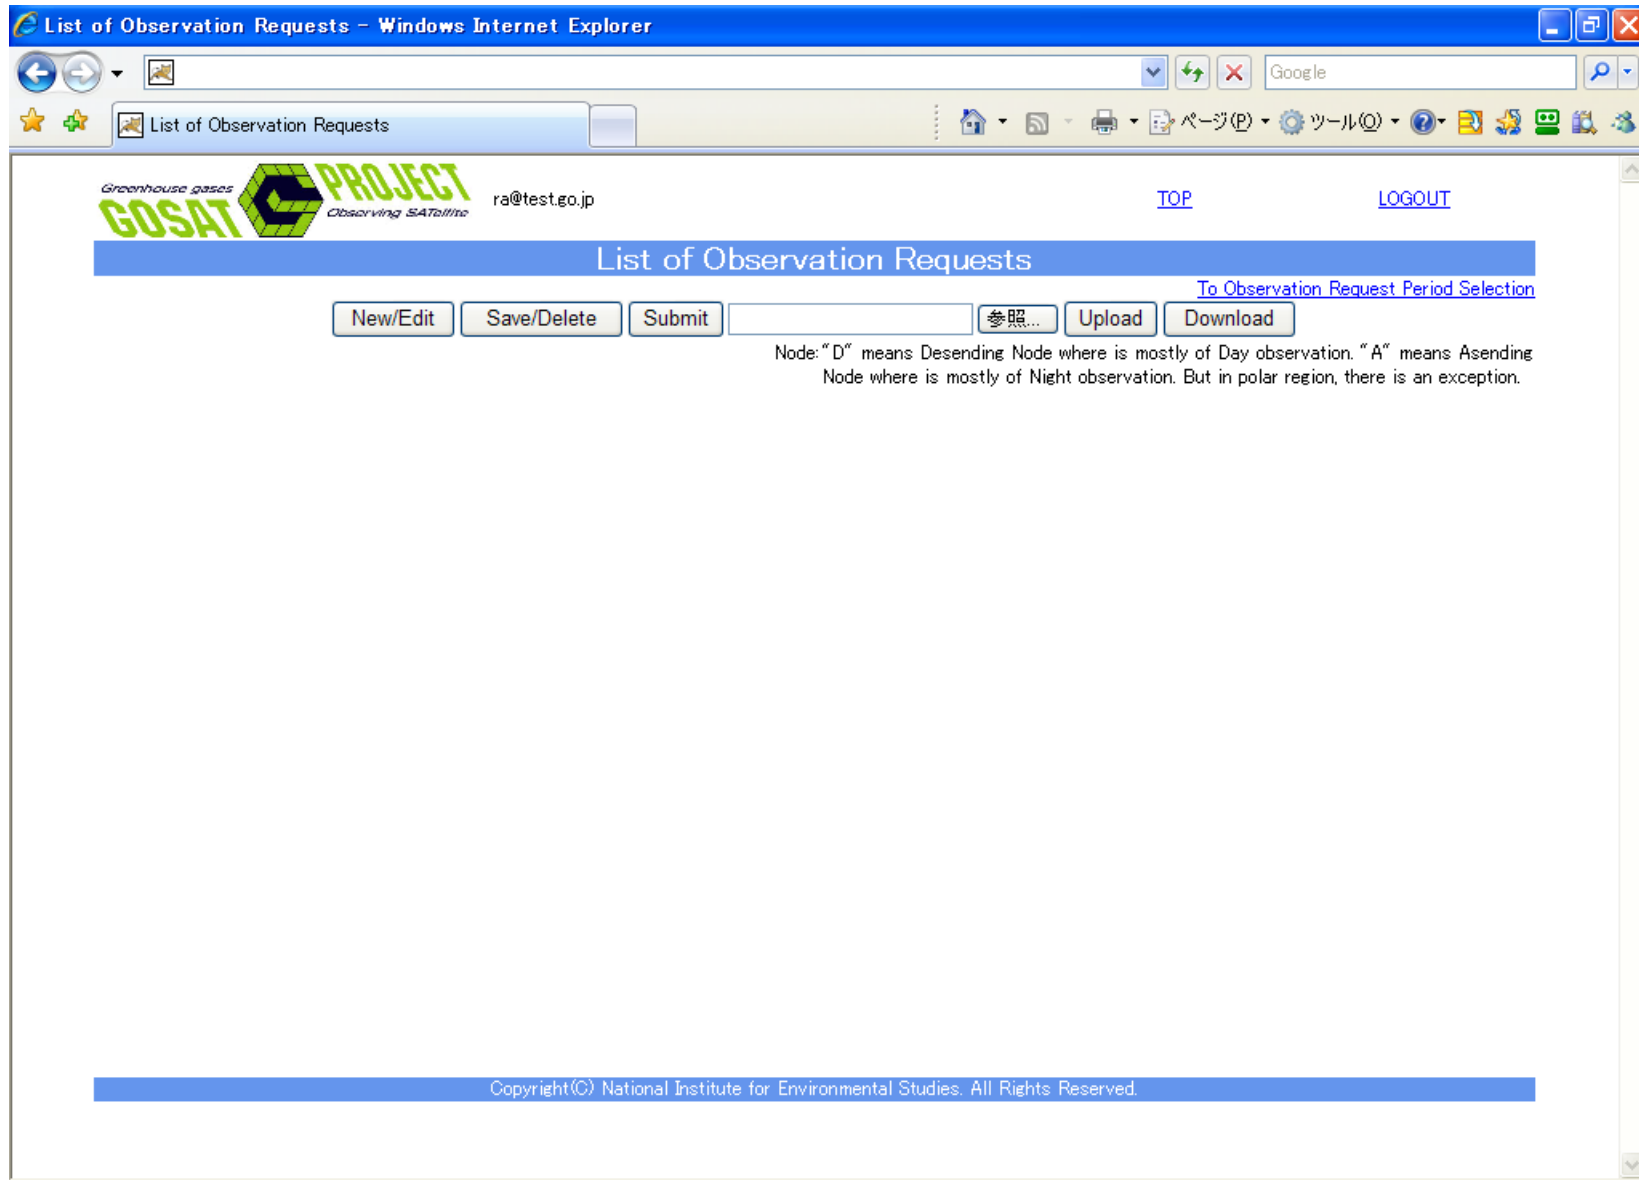 List of Observation Requests - Windows Internet Explorer
Google
List of Observation Requests
ページ(P)
ツール(O)
Greenhouse gases
GOSAT
PROJECT
Observing SATellite
ra@test.go.jp
TOP
LOGOUT
List of Observation Requests
To Observation Request Period Selection
New/Edit Save/Delete Submit 参照... Upload Download
Node:"D" means Desending Node where is mostly of Day observation. "A" means Asending
Node where is mostly of Night observation. But in polar region, there is an exception.
Copyright(C) National Institute for Environmental Studies. All Rights Reserved.